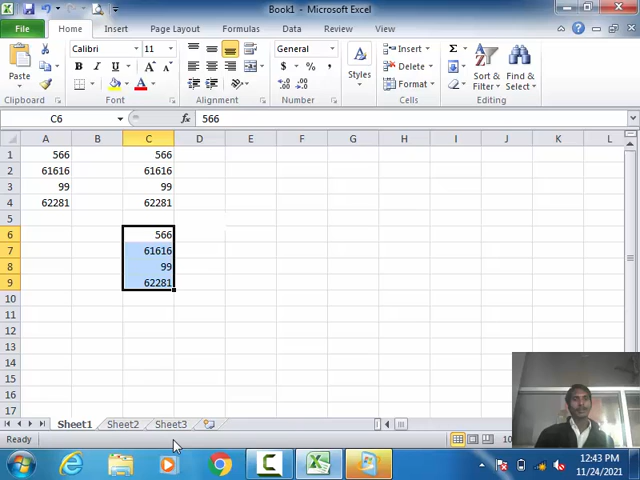 Book1 - Microsoft Excel
File Home Insert Page Layout Formulas Data Review View
Calibri 11 General Insert Σ
Paste B I U A $ % , Styles Delete Sort & Filter Find & Select
Format
Clipboard Font Alignment Number Cells Editing
C6 fx 566
A B C D E F G H I J K L
1 566 566
2 61616 61616
3 99 99
4 62281 62281
5
6 566
7 61616
8 99
9 62281
10
11
12
13
14
15
16
17
Sheet1 Sheet2 Sheet3
Ready 10
12:43 PM
11/24/2021